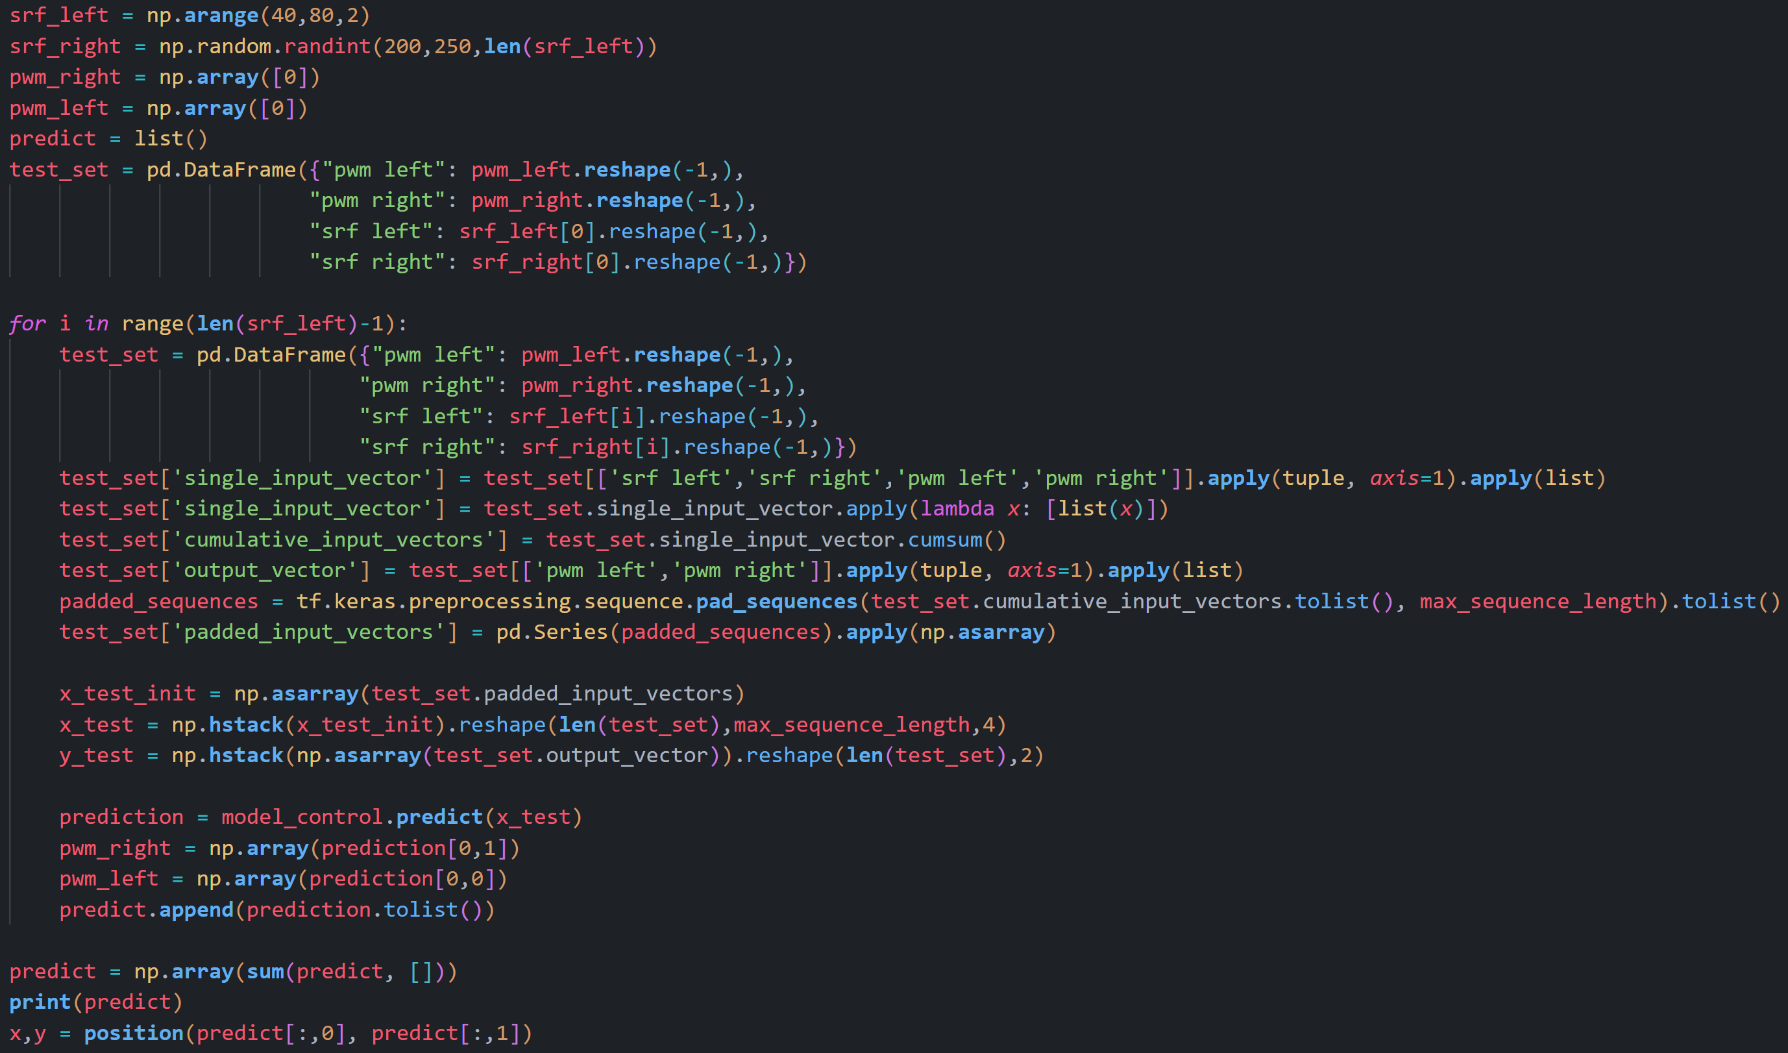 srf_left = np.arange(40,80,2)
srf_right = np.random.randint(200,250,len(srf_left))
pwm_right = np.array([0])
pwm_left = np.array([0])
predict = list()
test_set = pd.DataFrame({"pwm left": pwm_left.reshape(-1,),
                        "pwm right": pwm_right.reshape(-1,),
                        "srf left": srf_left[0].reshape(-1,),
                        "srf right": srf_right[0].reshape(-1,)})

for i in range(len(srf_left)-1):
    test_set = pd.DataFrame({"pwm left": pwm_left.reshape(-1,),
                            "pwm right": pwm_right.reshape(-1,),
                            "srf left": srf_left[i].reshape(-1,),
                            "srf right": srf_right[i].reshape(-1,)})
    test_set['single_input_vector'] = test_set[['srf left','srf right','pwm left','pwm right']].apply(tuple, axis=1).apply(list)
    test_set['single_input_vector'] = test_set.single_input_vector.apply(lambda x: [list(x)])
    test_set['cumulative_input_vectors'] = test_set.single_input_vector.cumsum()
    test_set['output_vector'] = test_set[['pwm left','pwm right']].apply(tuple, axis=1).apply(list)
    padded_sequences = tf.keras.preprocessing.sequence.pad_sequences(test_set.cumulative_input_vectors.tolist(), max_sequence_length).tolist()
    test_set['padded_input_vectors'] = pd.Series(padded_sequences).apply(np.asarray)

    x_test_init = np.asarray(test_set.padded_input_vectors)
    x_test = np.hstack(x_test_init).reshape(len(test_set),max_sequence_length,4)
    y_test = np.hstack(np.asarray(test_set.output_vector)).reshape(len(test_set),2)

    prediction = model_control.predict(x_test)
    pwm_right = np.array(prediction[0,1])
    pwm_left = np.array(prediction[0,0])
    predict.append(prediction.tolist())

predict = np.array(sum(predict, []))
print(predict)
x,y = position(predict[:,0], predict[:,1])